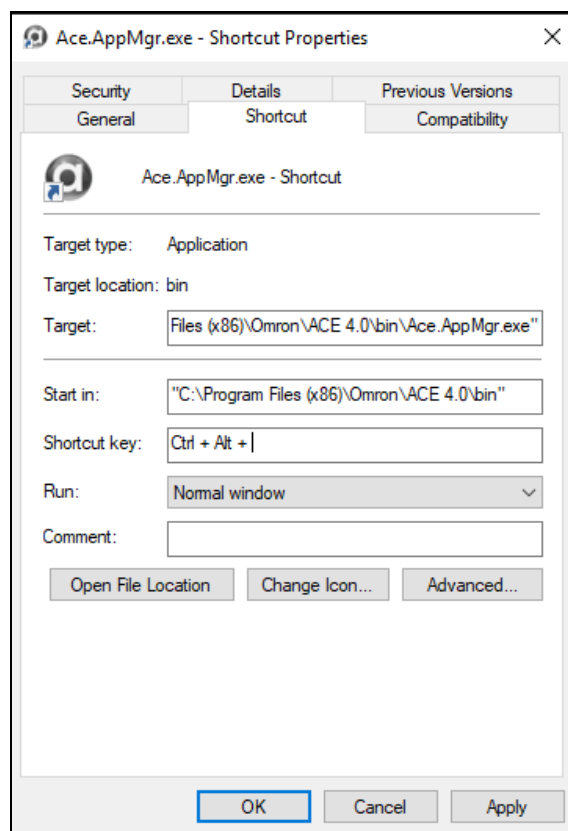 Ace.AppMgr.exe - Shortcut Properties
Security Details Previous Versions
General Shortcut Compatibility
Ace.AppMgr.exe - Shortcut
Target type: Application
Target location: bin
Target: Files (x86)\Omron\ACE 4.0\bin\Ace.AppMgr.exe"
Start in: "C:\Program Files (x86)\Omron\ACE 4.0\bin"
Shortcut key: Ctrl + Alt +
Run: Normal window
Comment:
Open File Location Change Icon... Advanced...
OK Cancel Apply